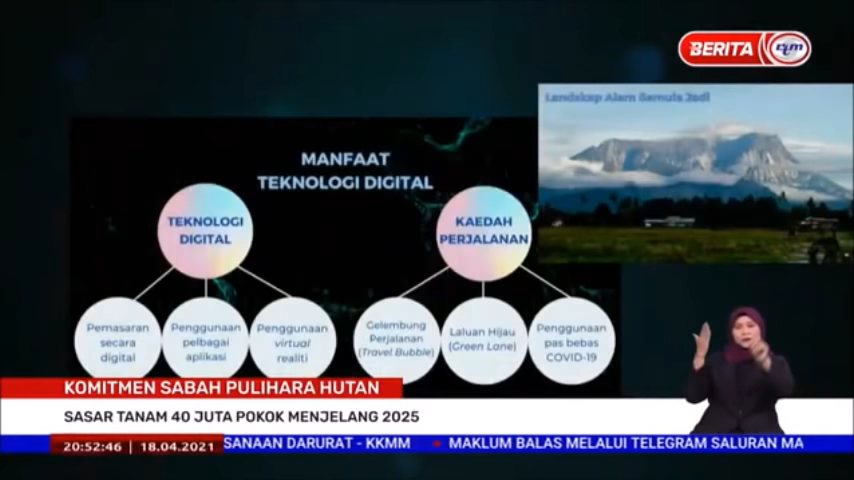 BERITA rtm
Landskap Alam Semula Jadi
MANFAAT
TEKNOLOGI DIGITAL
TEKNOLOGI
DIGITAL
KAEDAH
PERJALANAN
Pemasaran
secara
digital
Penggunaan
pelbagai
aplikasi
Penggunaan
virtual
realiti
Gelembung
Perjalanan
(Travel Bubble)
Laluan Hijau
(Green Lane)
Penggunaan
pas bebas
COVID-19
KOMITMEN SABAH PULIHARA HUTAN
SASAR TANAM 40 JUTA POKOK MENJELANG 2025
20:52:46 18.04.2021 SANAAN DARURAT - KKMM MAKLUM BALAS MELALUI TELEGRAM SALURAN MA